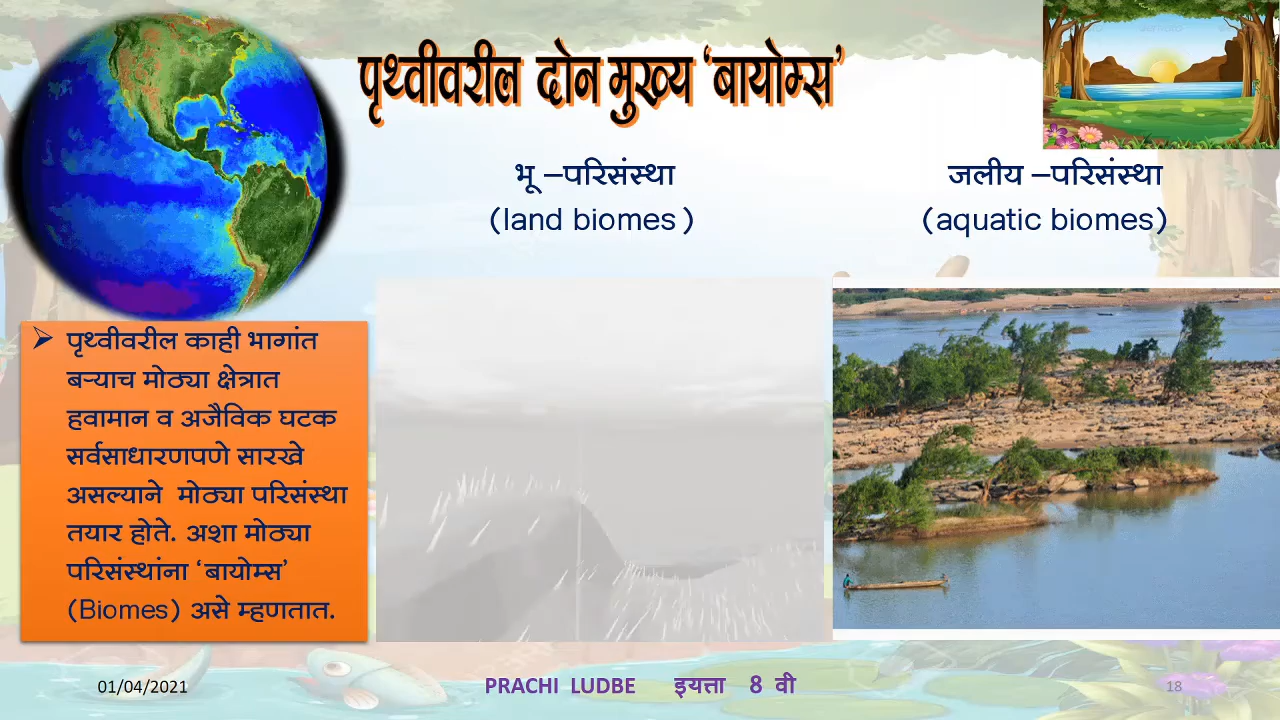 पृथ्वीवरील दोन मुख्य ‘बायोम्स’
भू –परिसंस्था
(land biomes )
जलीय –परिसंस्था
(aquatic biomes)
➢ पृथ्वीवरील काही भागांत
बऱ्याच मोठ्या क्षेत्रात
हवामान व अजैविक घटक
सर्वसाधारणपणे सारखे
असल्याने मोठ्या परिसंस्था
तयार होते. अशा मोठ्या
परिसंस्थांना ‘बायोम्स’
(Biomes) असे म्हणतात.
01/04/2021
PRACHI LUDBE इयत्ता 8 वी
18